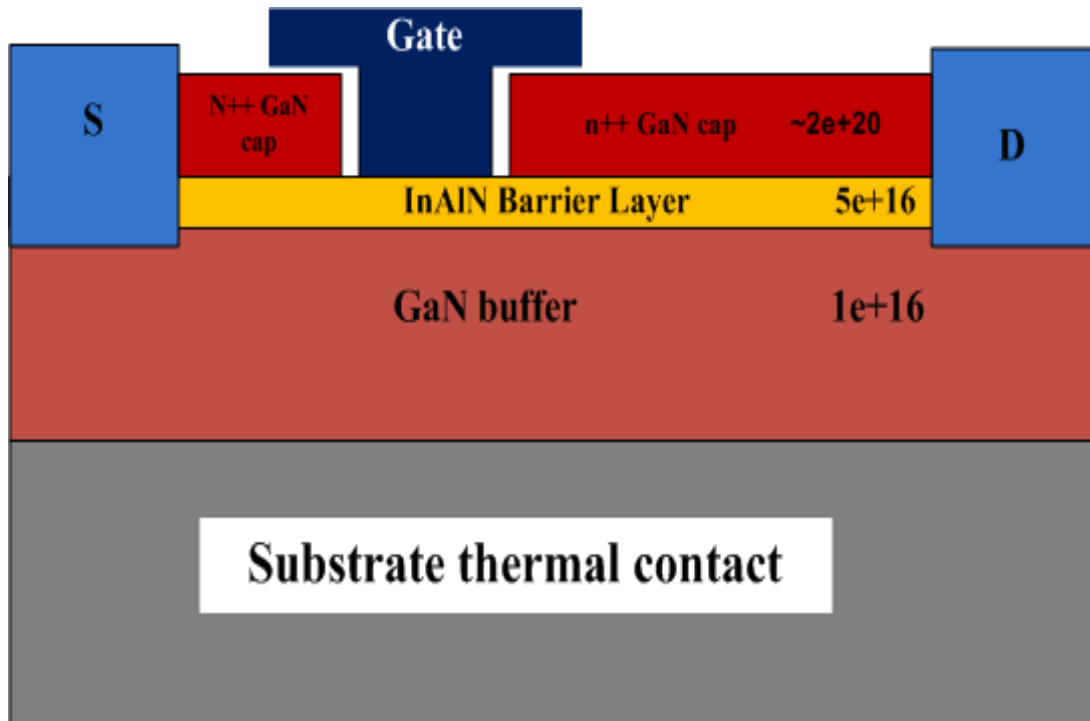 Gate
S
N++ GaN
cap
n++ GaN cap ~2e+20
D
InAlN Barrier Layer 5e+16
GaN buffer 1e+16
Substrate thermal contact